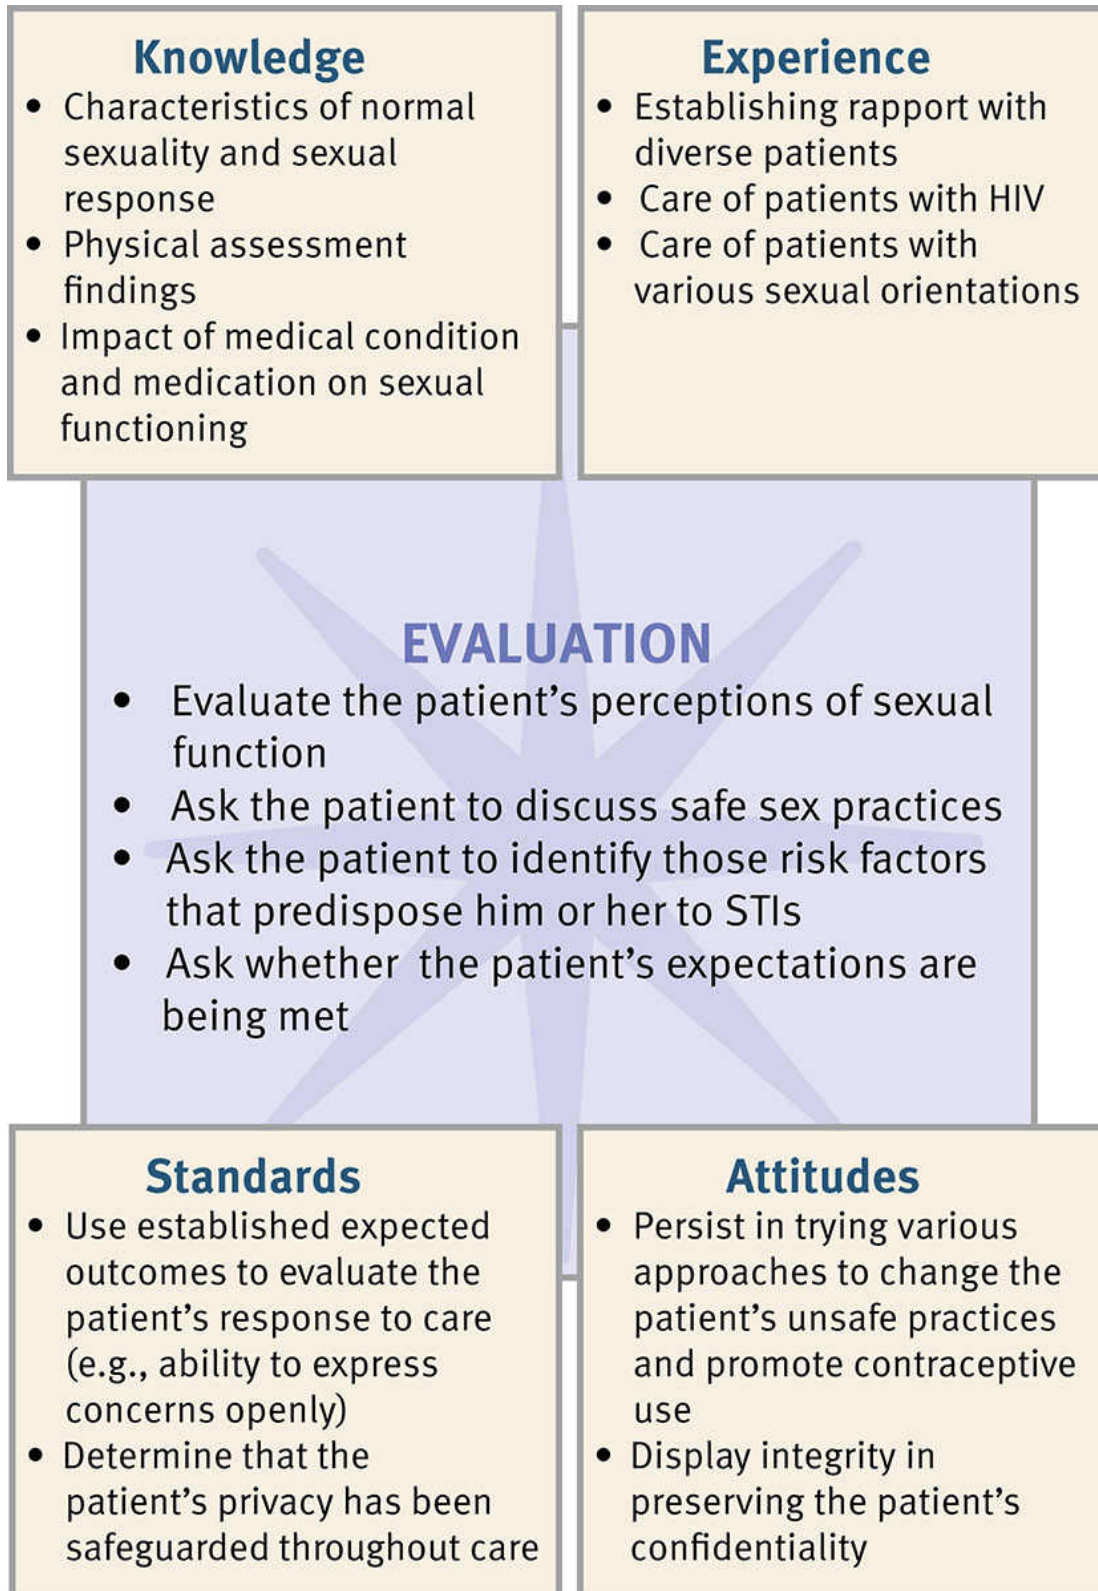 Knowledge
• Characteristics of normal
sexuality and sexual
response
• Physical assessment
findings
• Impact of medical condition
and medication on sexual
functioning
Experience
• Establishing rapport with
diverse patients
• Care of patients with HIV
• Care of patients with
various sexual orientations
EVALUATION
• Evaluate the patient’s perceptions of sexual
function
• Ask the patient to discuss safe sex practices
• Ask the patient to identify those risk factors
that predispose him or her to STIs
• Ask whether the patient’s expectations are
being met
Standards
• Use established expected
outcomes to evaluate the
patient’s response to care
(e.g., ability to express
concerns openly)
• Determine that the
patient’s privacy has been
safeguarded throughout care
Attitudes
• Persist in trying various
approaches to change the
patient’s unsafe practices
and promote contraceptive
use
• Display integrity in
preserving the patient’s
confidentiality